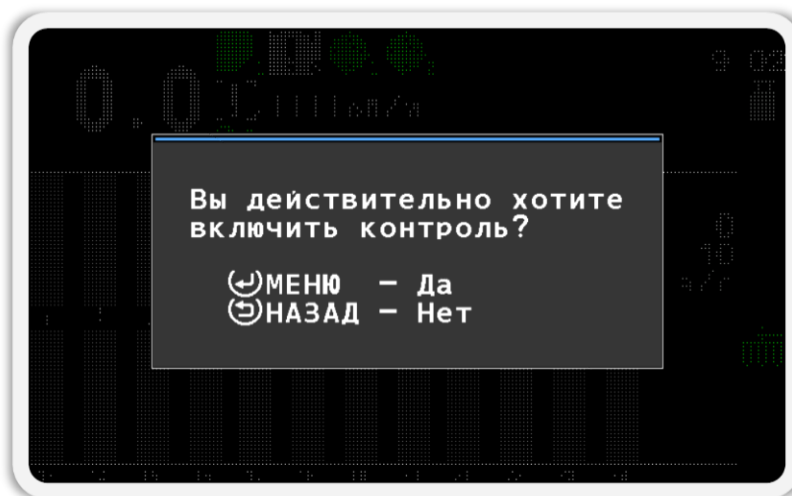 Вы действительно хотите
включить контроль?
МЕНЮ — Да
НАЗАД — Нет